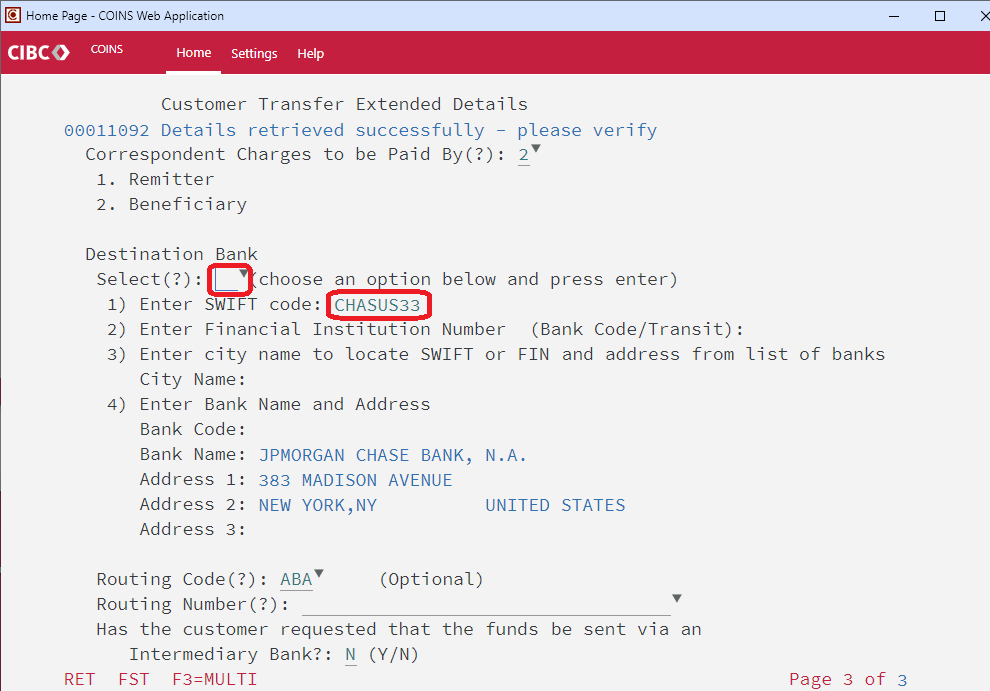 Home Page - COINS Web Application
CIBC COINS Home Settings Help
Customer Transfer Extended Details
00011092 Details retrieved successfully – please verify
Correspondent Charges to be Paid By(?): 2
1. Remitter
2. Beneficiary
Destination Bank
Select(?): (choose an option below and press enter)
1) Enter SWIFT code: CHASUS33
2) Enter Financial Institution Number (Bank Code/Transit):
3) Enter city name to locate SWIFT or FIN and address from list of banks
City Name:
4) Enter Bank Name and Address
Bank Code:
Bank Name: JPMORGAN CHASE BANK, N.A.
Address 1: 383 MADISON AVENUE
Address 2: NEW YORK,NY UNITED STATES
Address 3:
Routing Code(?): ABA (Optional)
Routing Number(?):
Has the customer requested that the funds be sent via an
Intermediary Bank?: N (Y/N)
RET FST F3=MULTI Page 3 of 3